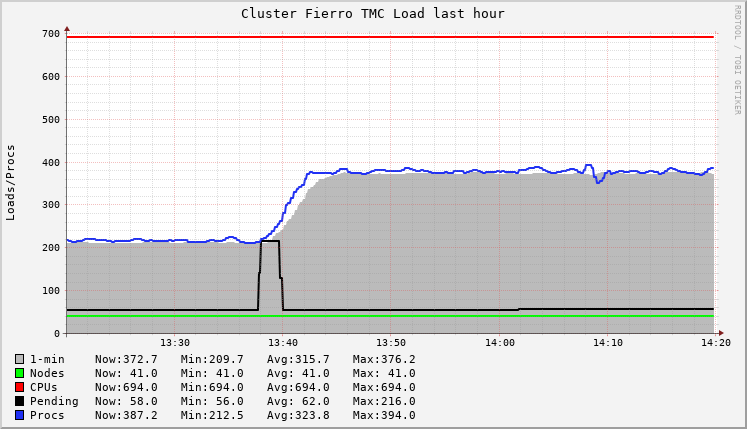 Cluster Fierro TMC Load last hour
RRDTOOL / TOBI OETIKER
Loads/Procs
700
600
500
400
300
200
100
0
13:30 13:40 13:50 14:00 14:10 14:20
1-min Now:372.7 Min:209.7 Avg:315.7 Max:376.2
Nodes Now: 41.0 Min: 41.0 Avg: 41.0 Max: 41.0
CPUs Now:694.0 Min:694.0 Avg:694.0 Max:694.0
Pending Now: 58.0 Min: 56.0 Avg: 62.0 Max:216.0
Procs Now:387.2 Min:212.5 Avg:323.8 Max:394.0